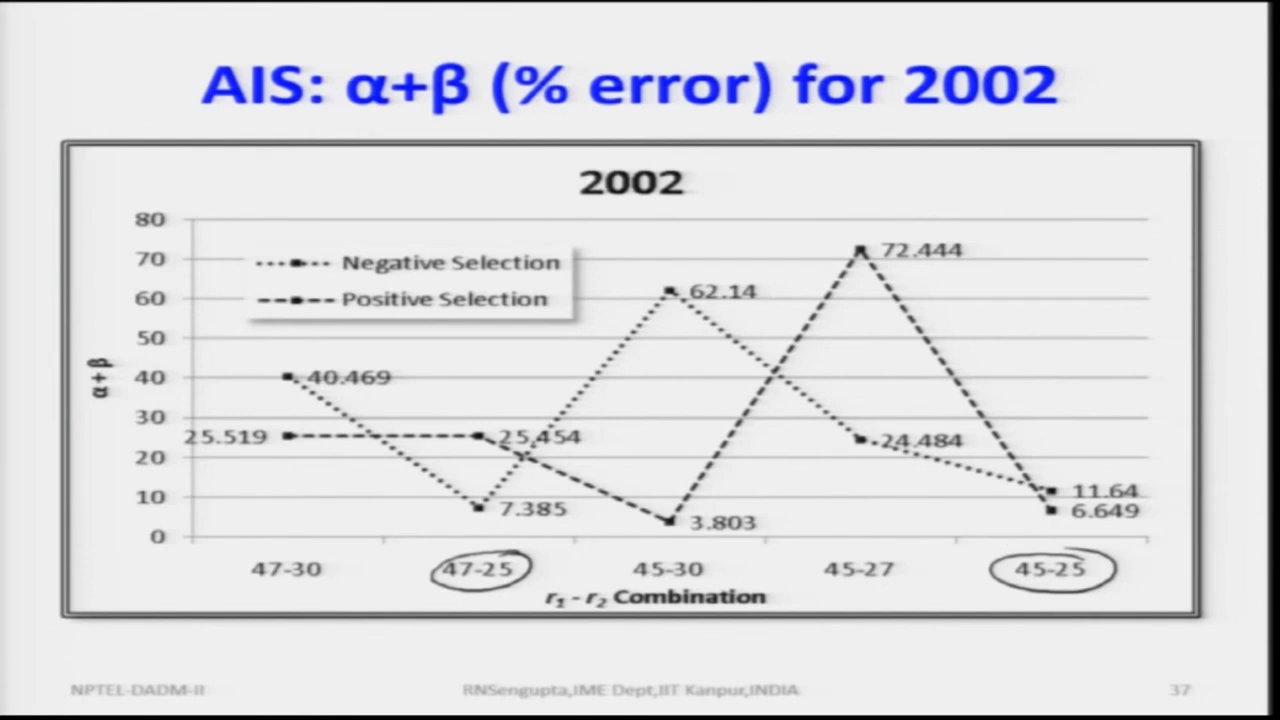 AIS: α+β (% error) for 2002
2002
80
70
60
50
40
30
20
10
0
α+β
Negative Selection
Positive Selection
72.444
62.14
40.469
25.519
25.454
24.484
11.64
7.385
6.649
3.803
47-30 47-25 45-30 45-27 45-25
r₁ - r₂ Combination
NPTEL-DADM-II RNSengupta,IME Dept,IIT Kanpur,INDIA 37